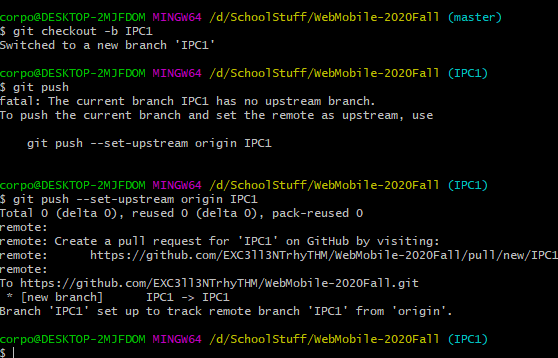 corpo@DESKTOP-2MJFDOM MINGW64 /d/SchoolStuff/WebMobile-2020Fall (master)
$ git checkout -b IPC1
Switched to a new branch 'IPC1'
corpo@DESKTOP-2MJFDOM MINGW64 /d/SchoolStuff/WebMobile-2020Fall (IPC1)
$ git push
fatal: The current branch IPC1 has no upstream branch.
To push the current branch and set the remote as upstream, use
git push --set-upstream origin IPC1
corpo@DESKTOP-2MJFDOM MINGW64 /d/SchoolStuff/WebMobile-2020Fall (IPC1)
$ git push --set-upstream origin IPC1
Total 0 (delta 0), reused 0 (delta 0), pack-reused 0
remote:
remote: Create a pull request for 'IPC1' on GitHub by visiting:
remote:      https://github.com/EXC3ll3NTrhyTHM/WebMobile-2020Fall/pull/new/IPC1
remote:
To https://github.com/EXC3ll3NTrhyTHM/WebMobile-2020Fall.git
 * [new branch]      IPC1 -> IPC1
Branch 'IPC1' set up to track remote branch 'IPC1' from 'origin'.
corpo@DESKTOP-2MJFDOM MINGW64 /d/SchoolStuff/WebMobile-2020Fall (IPC1)
$